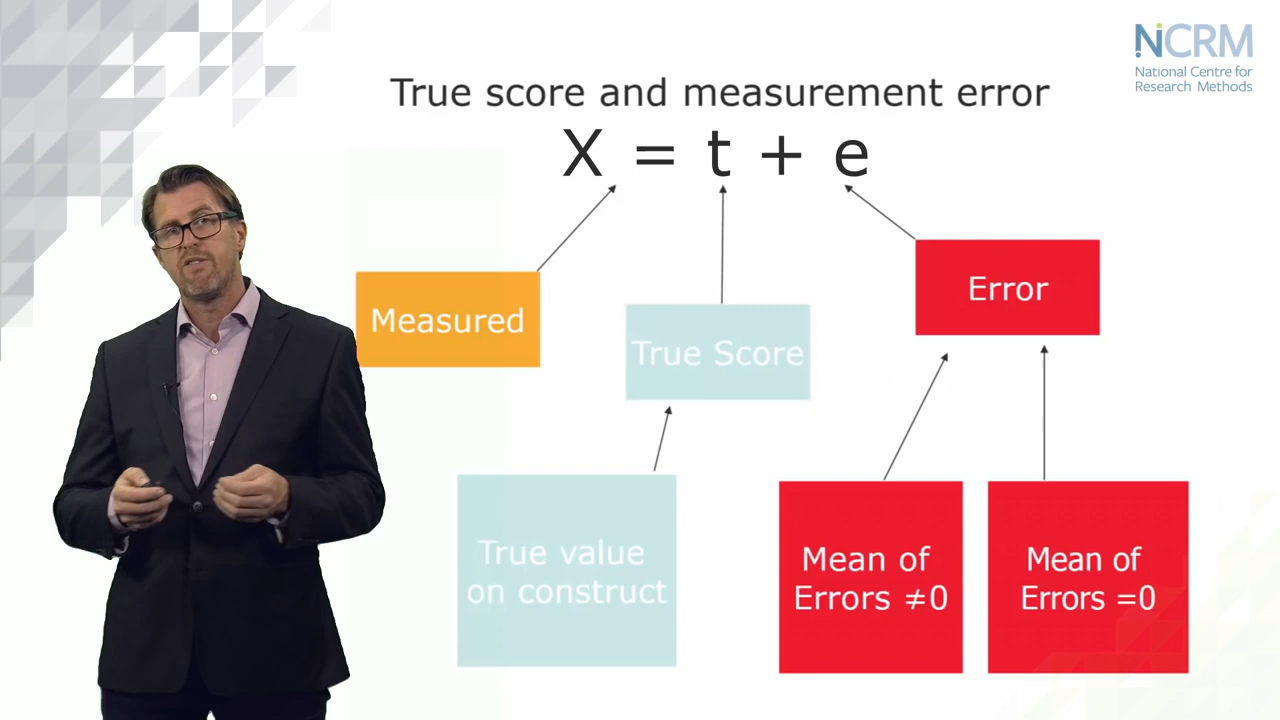 NCRM
National Centre for
Research Methods
True score and measurement error
X = t + e
Measured
True Score
Error
True value
on construct
Mean of
Errors ≠0
Mean of
Errors =0